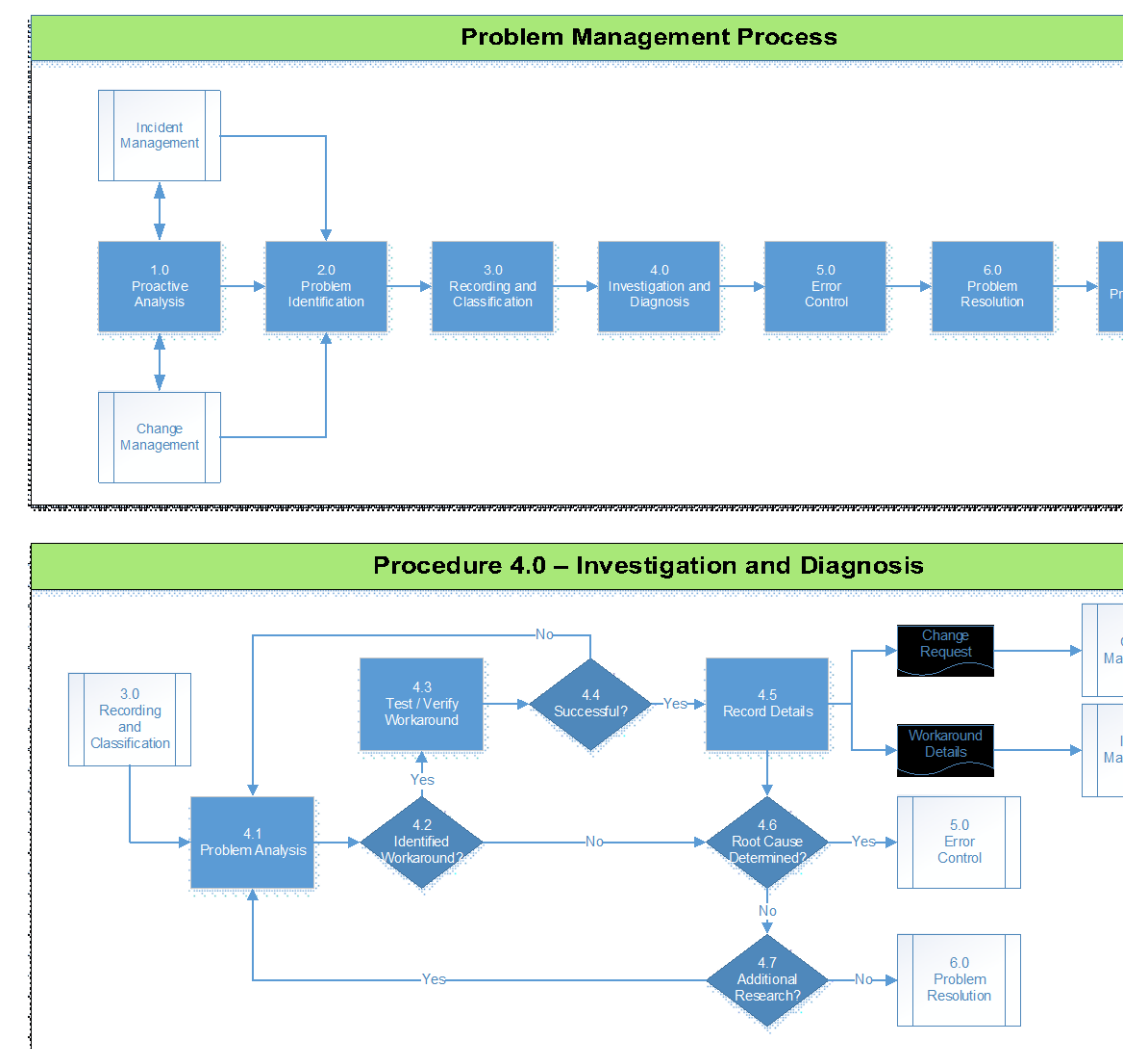 Problem Management Process
Incident
Management
1.0
Proactive
Analysis
2.0
Problem
Identification
3.0
Recording and
Classification
4.0
Investigation and
Diagnosis
5.0
Error
Control
6.0
Problem
Resolution
Pr
Change
Management
Procedure 4.0 – Investigation and Diagnosis
No
Change
Request
Ma
3.0
Recording
and
Classification
4.3
Test / Verify
Workaround
4.4
Successful?
Yes
4.5
Record Details
Workaround
Details
I
Ma
Yes
4.1
Problem Analysis
4.2
Identified
Workaround?
No
4.6
Root Cause
Determined?
Yes
5.0
Error
Control
No
4.7
Additional
Research?
Yes
No
6.0
Problem
Resolution